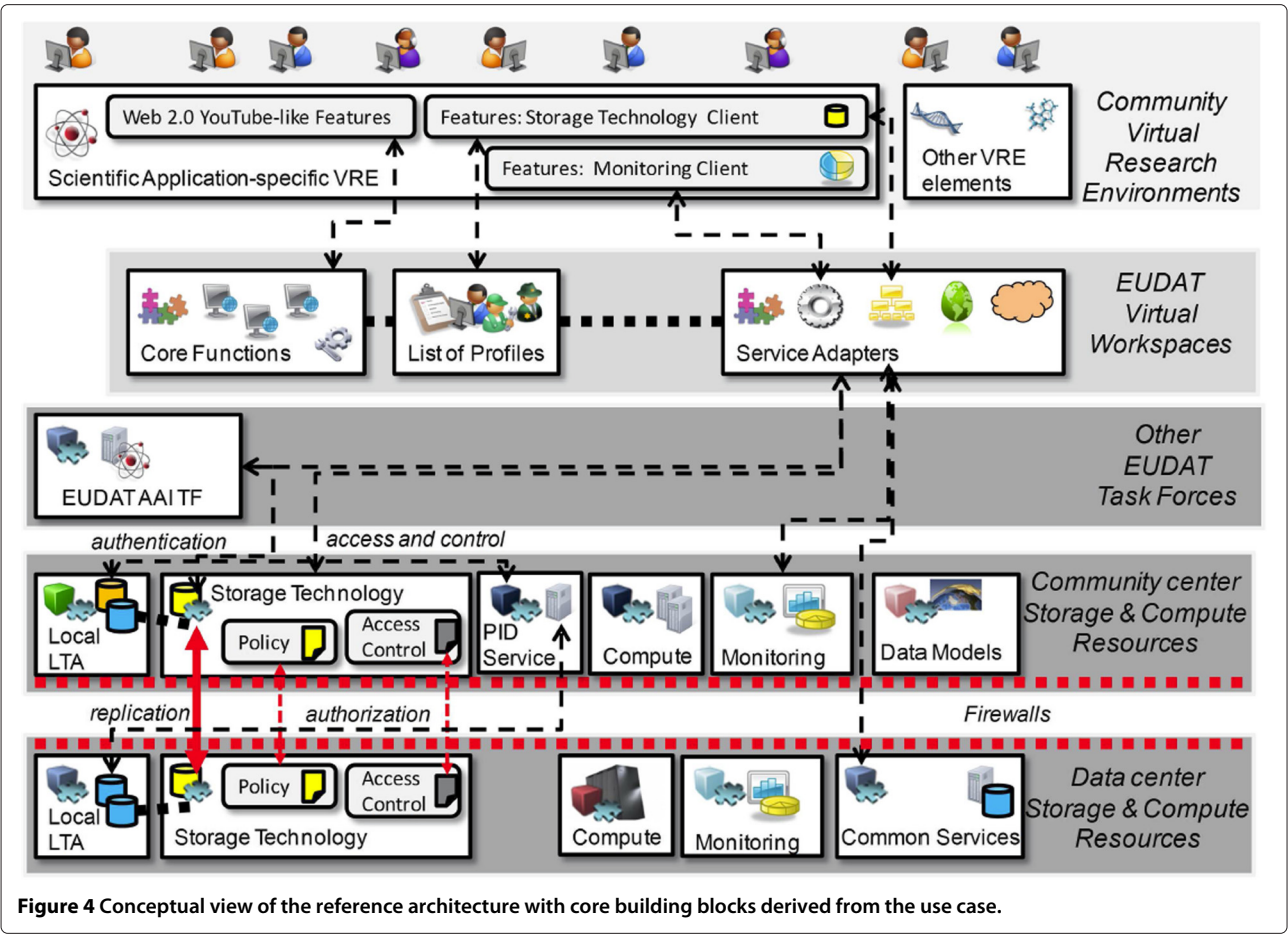 Web 2.0 YouTube-like Features
Features: Storage Technology Client
Features: Monitoring Client
Scientific Application-specific VRE
Other VRE
elements
Community
Virtual
Research
Environments
Core Functions
List of Profiles
Service Adapters
EUDAT
Virtual
Workspaces
EUDAT AAI TF
Other
EUDAT
Task Forces
authentication
access and control
Local
LTA
Storage Technology
Policy
Access
Control
PID
Service
Compute
Monitoring
Data Models
Community center
Storage & Compute
Resources
replication
authorization
Firewalls
Local
LTA
Policy
Access
Control
Storage Technology
Compute
Monitoring
Common Services
Data center
Storage & Compute
Resources
Figure 4 Conceptual view of the reference architecture with core building blocks derived from the use case.